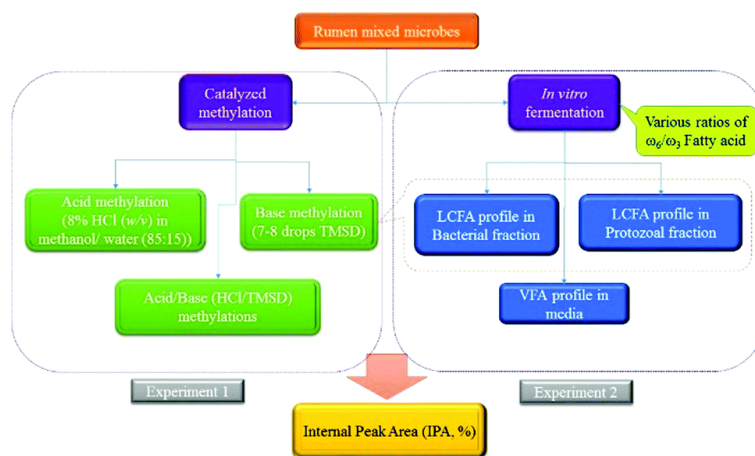 Rumen mixed microbes
Catalyzed
methylation
In vitro
fermentation
Various ratios of
ω6/ω3 Fatty acid
Acid methylation
(8% HCl (w/v) in
methanol/ water (85:15))
Base methylation
(7-8 drops TMSD)
LCFA profile in
Bacterial fraction
LCFA profile in
Protozoal fraction
Acid/Base (HCl/TMSD)
methylations
VFA profile in
media
Experiment 1
Experiment 2
Internal Peak Area (IPA, %)